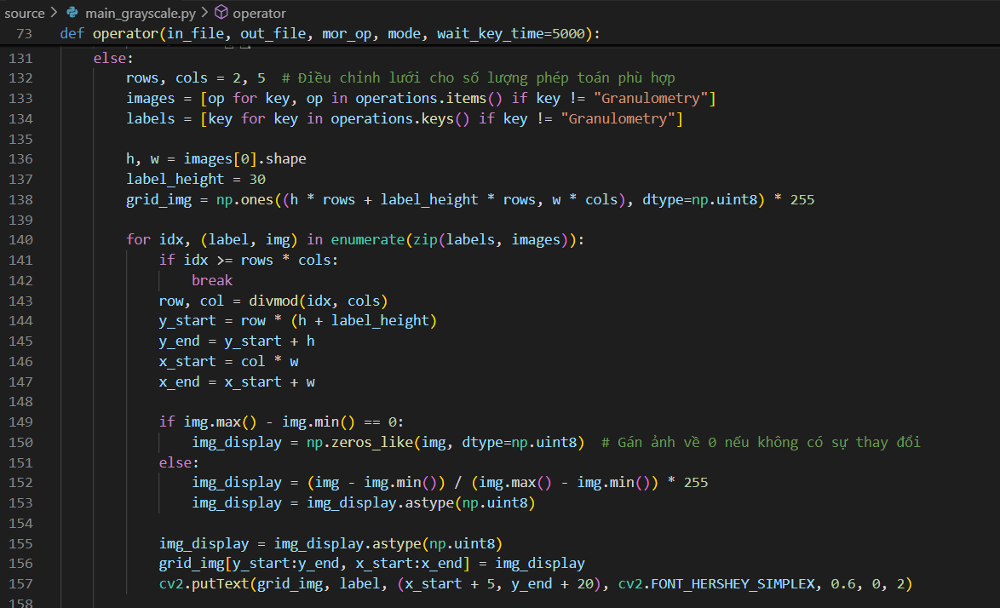 source > main_grayscale.py > operator
73 def operator(in_file, out_file, mor_op, mode, wait_key_time=5000):
131 else:
132 rows, cols = 2, 5  # Điều chỉnh lưới cho số lượng phép toán phù hợp
133 images = [op for key, op in operations.items() if key != "Granulometry"]
134 labels = [key for key in operations.keys() if key != "Granulometry"]
135
136 h, w = images[0].shape
137 label_height = 30
138 grid_img = np.ones((h * rows + label_height * rows, w * cols), dtype=np.uint8) * 255
139
140 for idx, (label, img) in enumerate(zip(labels, images)):
141 if idx >= rows * cols:
142 break
143 row, col = divmod(idx, cols)
144 y_start = row * (h + label_height)
145 y_end = y_start + h
146 x_start = col * w
147 x_end = x_start + w
148
149 if img.max() - img.min() == 0:
150 img_display = np.zeros_like(img, dtype=np.uint8)  # Gán ảnh về 0 nếu không có sự thay đổi
151 else:
152 img_display = (img - img.min()) / (img.max() - img.min()) * 255
153 img_display = img_display.astype(np.uint8)
154
155 img_display = img_display.astype(np.uint8)
156 grid_img[y_start:y_end, x_start:x_end] = img_display
157 cv2.putText(grid_img, label, (x_start + 5, y_end + 20), cv2.FONT_HERSHEY_SIMPLEX, 0.6, 0, 2)
158